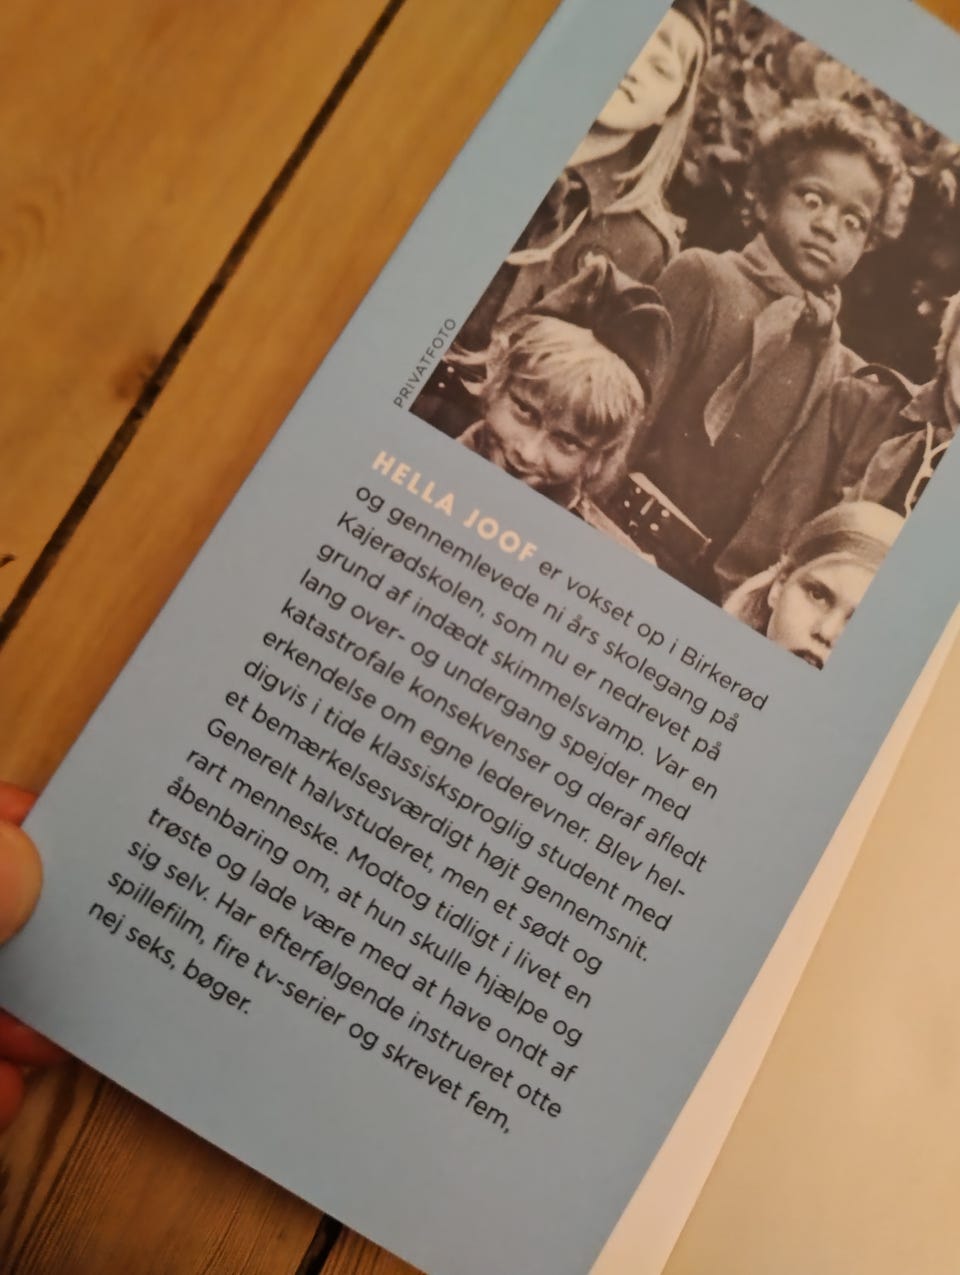 PRIVATFOTO
HELLA JOOF er vokset op i Birkerød
og gennemlevede ni års skolegang på
Kajerødskolen, som nu er nedrevet på
grund af indædt skimmelsvamp. Var en
lang over- og undergang spejder med
katastrofale konsekvenser og deraf afledt
erkendelse om egne lederevner. Blev hel-
digvis i tide klassisksproglig student med
et bemærkelsesværdigt højt gennemsnit.
Generelt halvstuderet, men et sødt og
rart menneske. Modtog tidligt i livet en
åbenbaring om, at hun skulle hjælpe og
trøste og lade være med at have ondt af
sig selv. Har efterfølgende instrueret otte
spillefilm, fire tv-serier og skrevet fem,
nej seks, bøger.